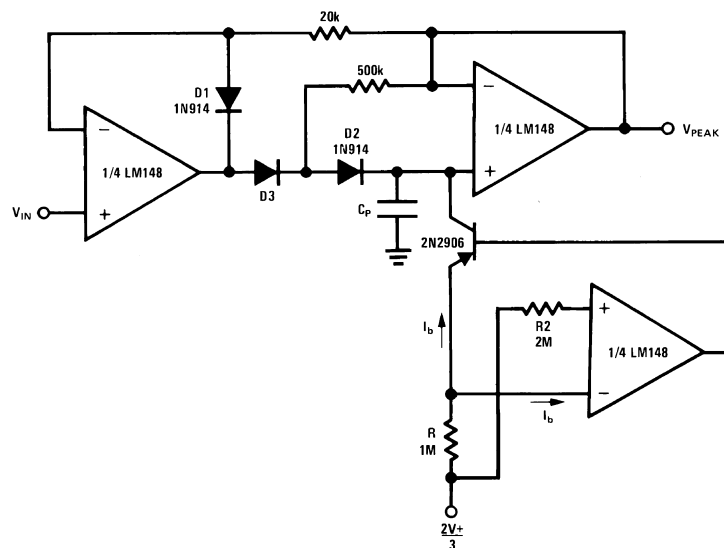 20k
500k
D1
1N914
D2
1N914
1/4 LM148
−
+
1/4 LM148
−
+
V_PEAK
V_IN
D3
C_P
2N2906
R2
2M
+
−
1/4 LM148
I_b
I_b
R
1M
2V+
3